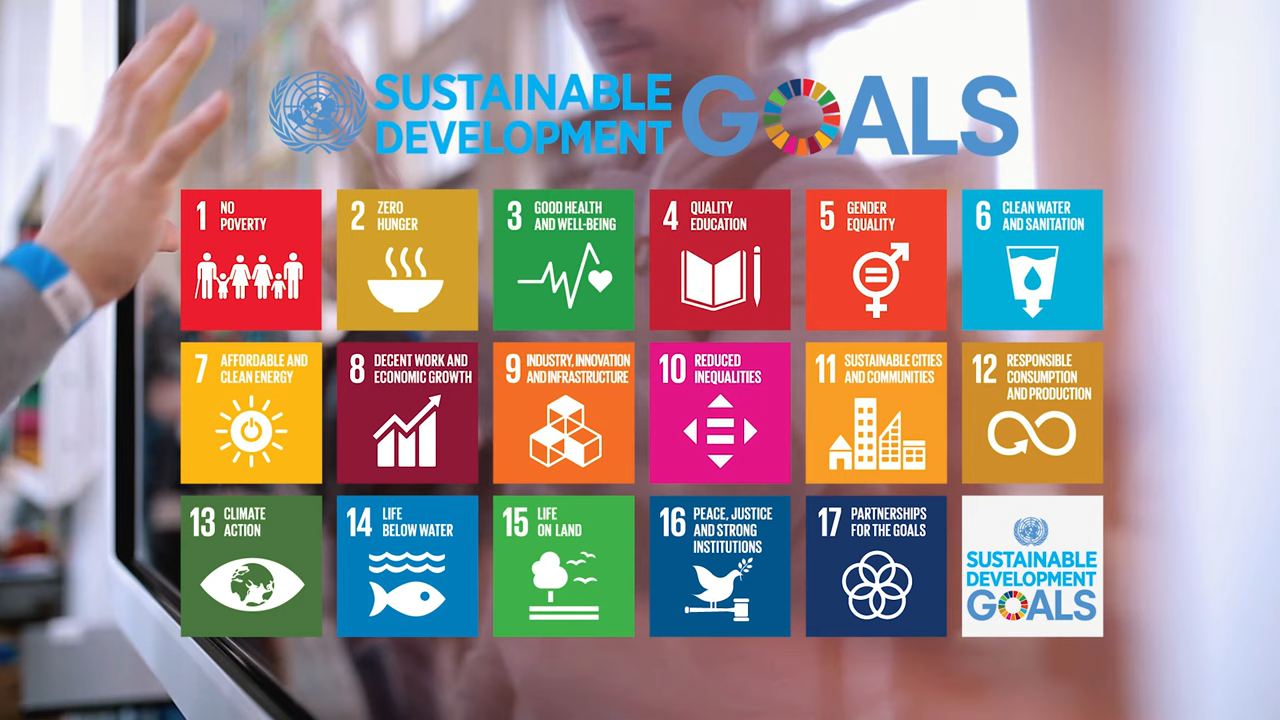 SUSTAINABLE
DEVELOPMENT
GOALS
1 NO
POVERTY
2 ZERO
HUNGER
3 GOOD HEALTH
AND WELL-BEING
4 QUALITY
EDUCATION
5 GENDER
EQUALITY
6 CLEAN WATER
AND SANITATION
7 AFFORDABLE AND
CLEAN ENERGY
8 DECENT WORK AND
ECONOMIC GROWTH
9 INDUSTRY, INNOVATION
AND INFRASTRUCTURE
10 REDUCED
INEQUALITIES
11 SUSTAINABLE CITIES
AND COMMUNITIES
12 RESPONSIBLE
CONSUMPTION
AND PRODUCTION
13 CLIMATE
ACTION
14 LIFE
BELOW WATER
15 LIFE
ON LAND
16 PEACE, JUSTICE
AND STRONG
INSTITUTIONS
17 PARTNERSHIPS
FOR THE GOALS
SUSTAINABLE
DEVELOPMENT
GOALS